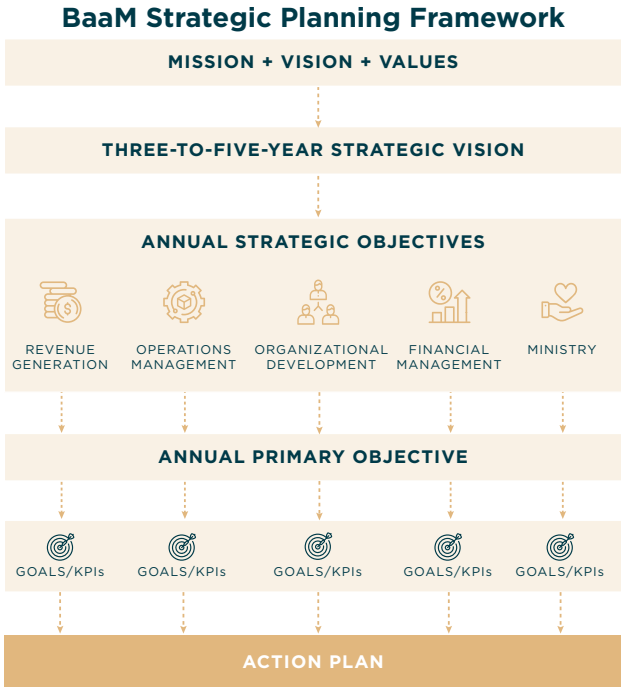 BaaM Strategic Planning Framework
MISSION + VISION + VALUES
THREE-TO-FIVE-YEAR STRATEGIC VISION
ANNUAL STRATEGIC OBJECTIVES
% $
REVENUE
GENERATION
OPERATIONS
MANAGEMENT
ORGANIZATIONAL
DEVELOPMENT
FINANCIAL
MANAGEMENT
MINISTRY
ANNUAL PRIMARY OBJECTIVE
GOALS/KPIs
GOALS/KPIs
GOALS/KPIs
GOALS/KPIs
GOALS/KPIs
ACTION PLAN